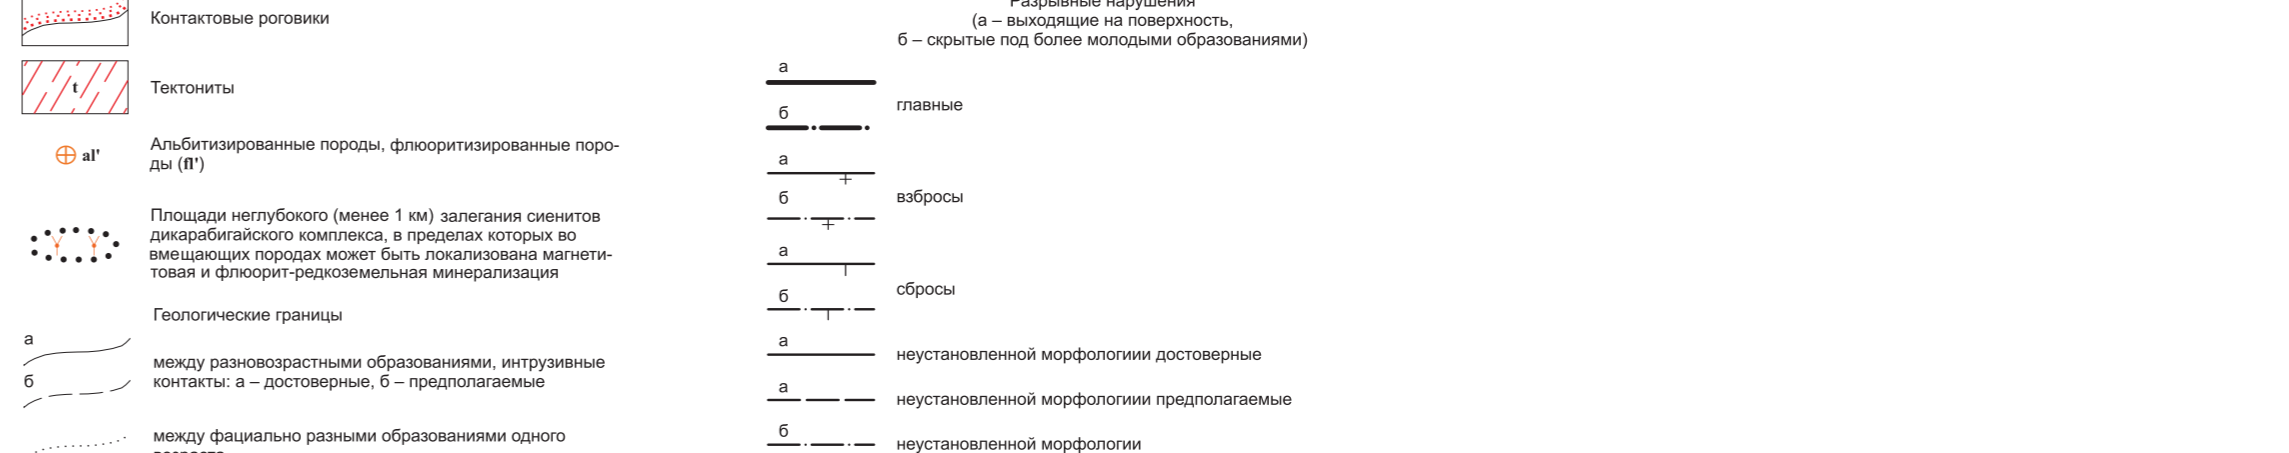 Контактовые роговики
t
Тектониты
al'
Альбитизированные породы, флюоритизированные поро-
ды (fl')
Площади неглубокого (менее 1 км) залегания сиенитов
дикарабигайского комплекса, в пределах которых во
вмещающих породах может быть локализована магнети-
товая и флюорит-редкоземельная минерализация
Геологические границы
а
б
между разновозрастными образованиями, интрузивные
контакты: а – достоверные, б – предполагаемые
между фациально разными образованиями одного
возраста
Разрывные нарушения
(а – выходящие на поверхность,
б – скрытые под более молодыми образованиями)
а
б
главные
а
б
взбросы
а
б
сбросы
а
неустановленной морфологиии достоверные
а
неустановленной морфологиии предполагаемые
б
неустановленной морфологии